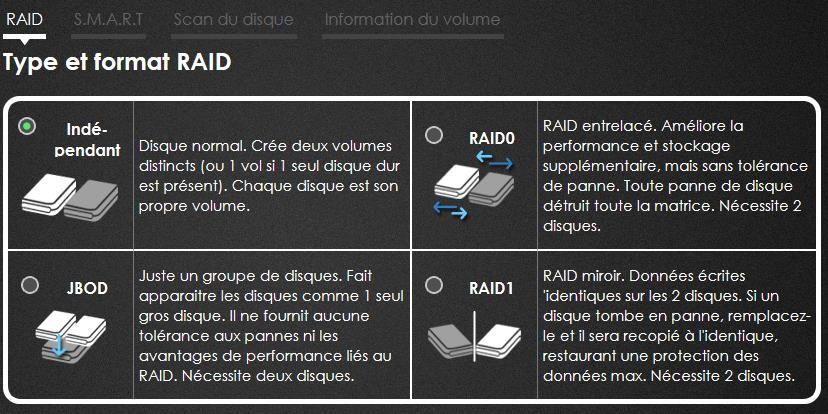 RAID S.M.A.R.T Scan du disque Information du volume
Type et format RAID
Indé-
pendant
Disque normal. Crée deux volumes
distincts (ou 1 vol si 1 seul disque dur
est présent). Chaque disque est son
propre volume.
RAID0
RAID entrelacé. Améliore la
performance et stockage
supplémentaire, mais sans tolérance
de panne. Toute panne de disque
détruit toute la matrice. Nécessite 2
disques.
JBOD
Juste un groupe de disques. Fait
apparaitre les disques comme 1 seul
gros disque. Il ne fournit aucune
tolérance aux pannes ni les
avantages de performance liés au
RAID. Nécessite deux disques.
RAID1
RAID miroir. Données écrites
'identiques sur les 2 disques. Si un
disque tombe en panne, remplacez-
le et il sera recopié à l'identique,
restaurant une protection des
données max. Nécessite 2 disques.